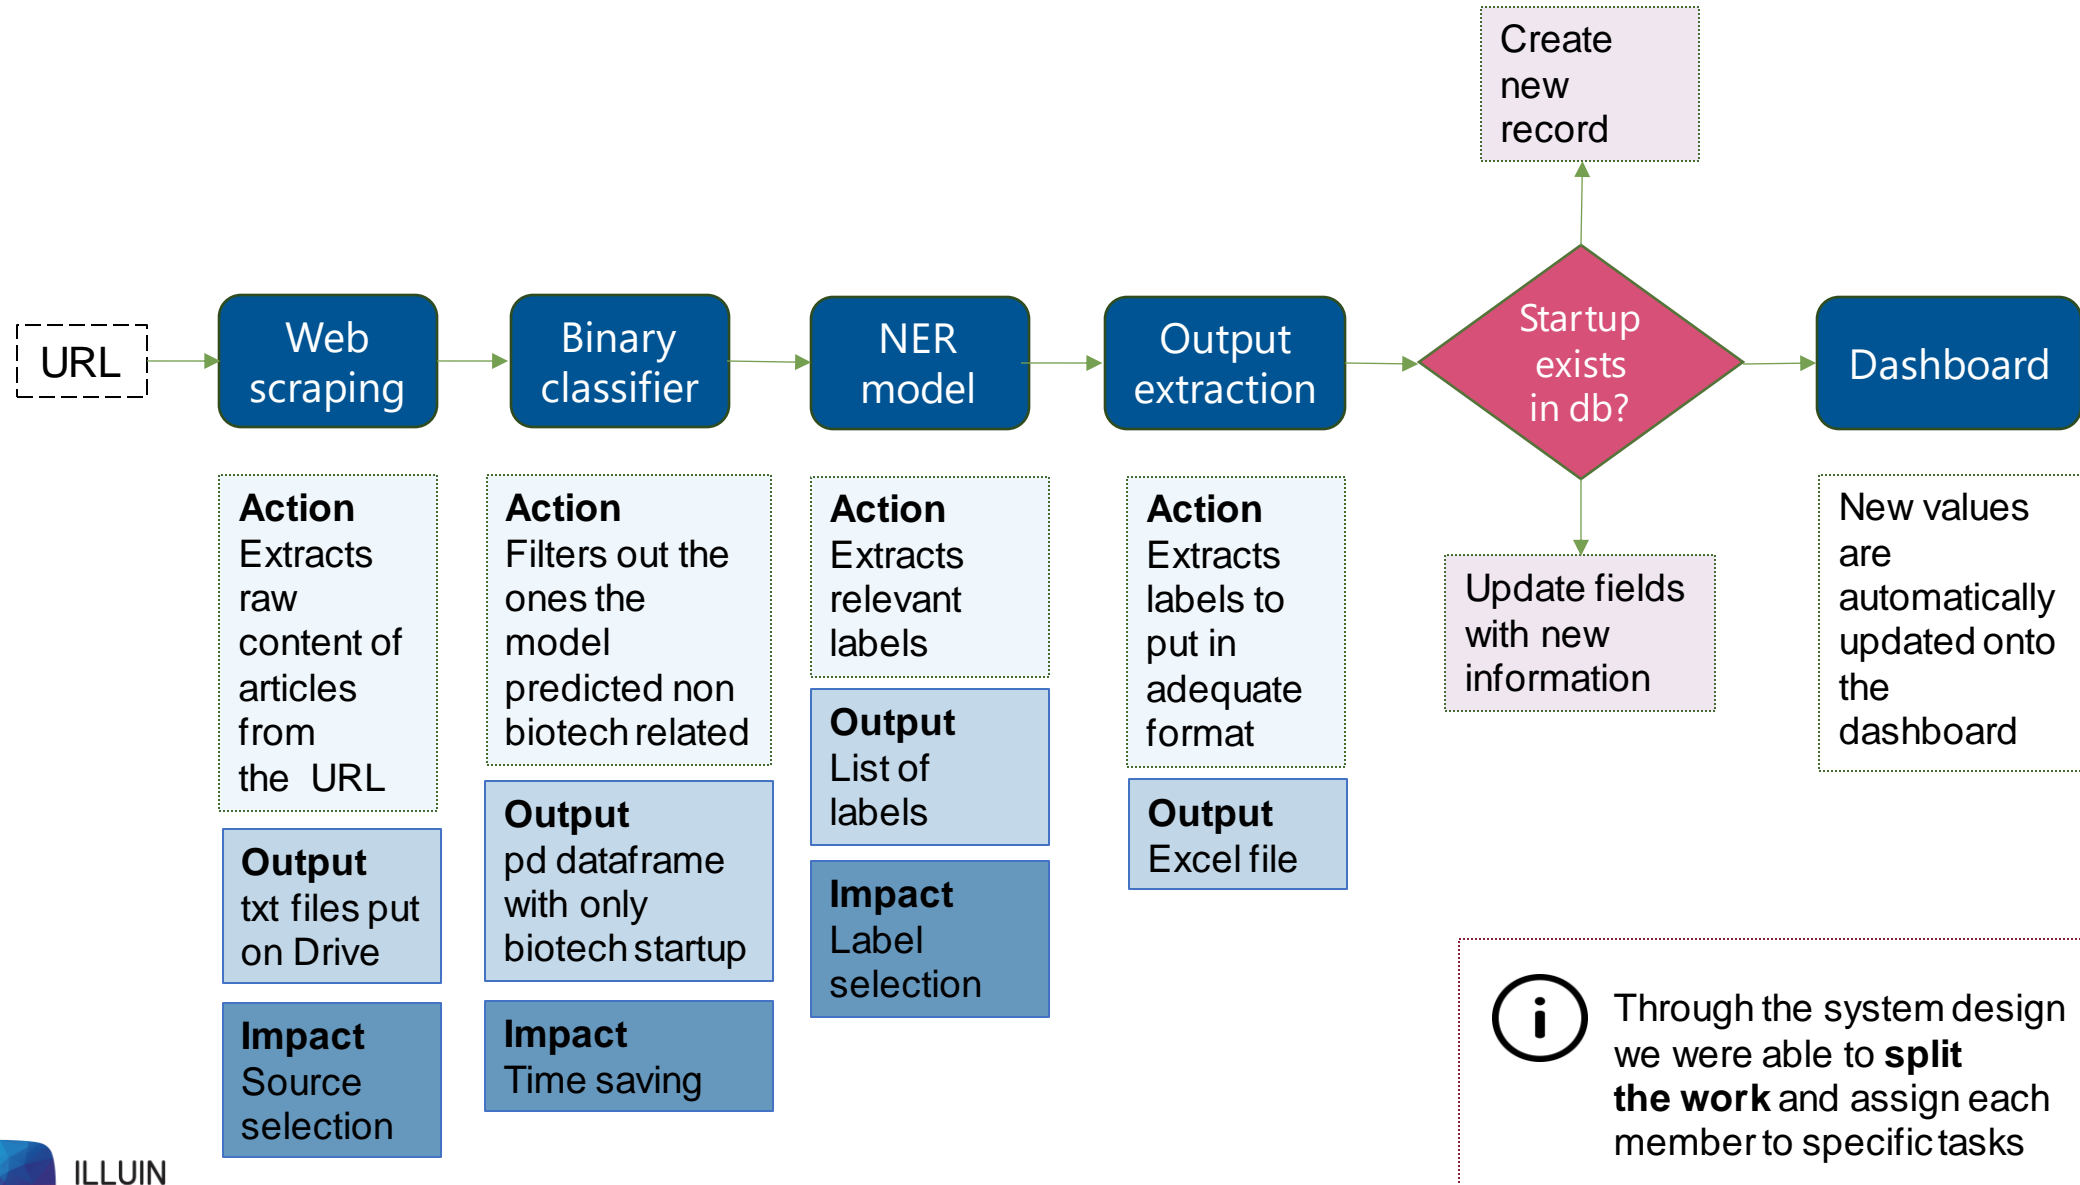 Create
new
record
URL
Web
scraping
Binary
classifier
NER
model
Output
extraction
Startup
exists
in db?
Dashboard
Action
Extracts
raw
content of
articles
from
the URL
Output
txt files put
on Drive
Impact
Source
selection
Action
Filters out the
ones the
model
predicted non
biotech related
Output
pd dataframe
with only
biotech startup
Impact
Time saving
Action
Extracts
relevant
labels
Output
List of
labels
Impact
Label
selection
Action
Extracts
labels to
put in
adequate
format
Output
Excel file
Update fields
with new
information
New values
are
automatically
updated onto
the
dashboard
i
Through the system design
we were able to split
the work and assign each
member to specific tasks
ILLUIN